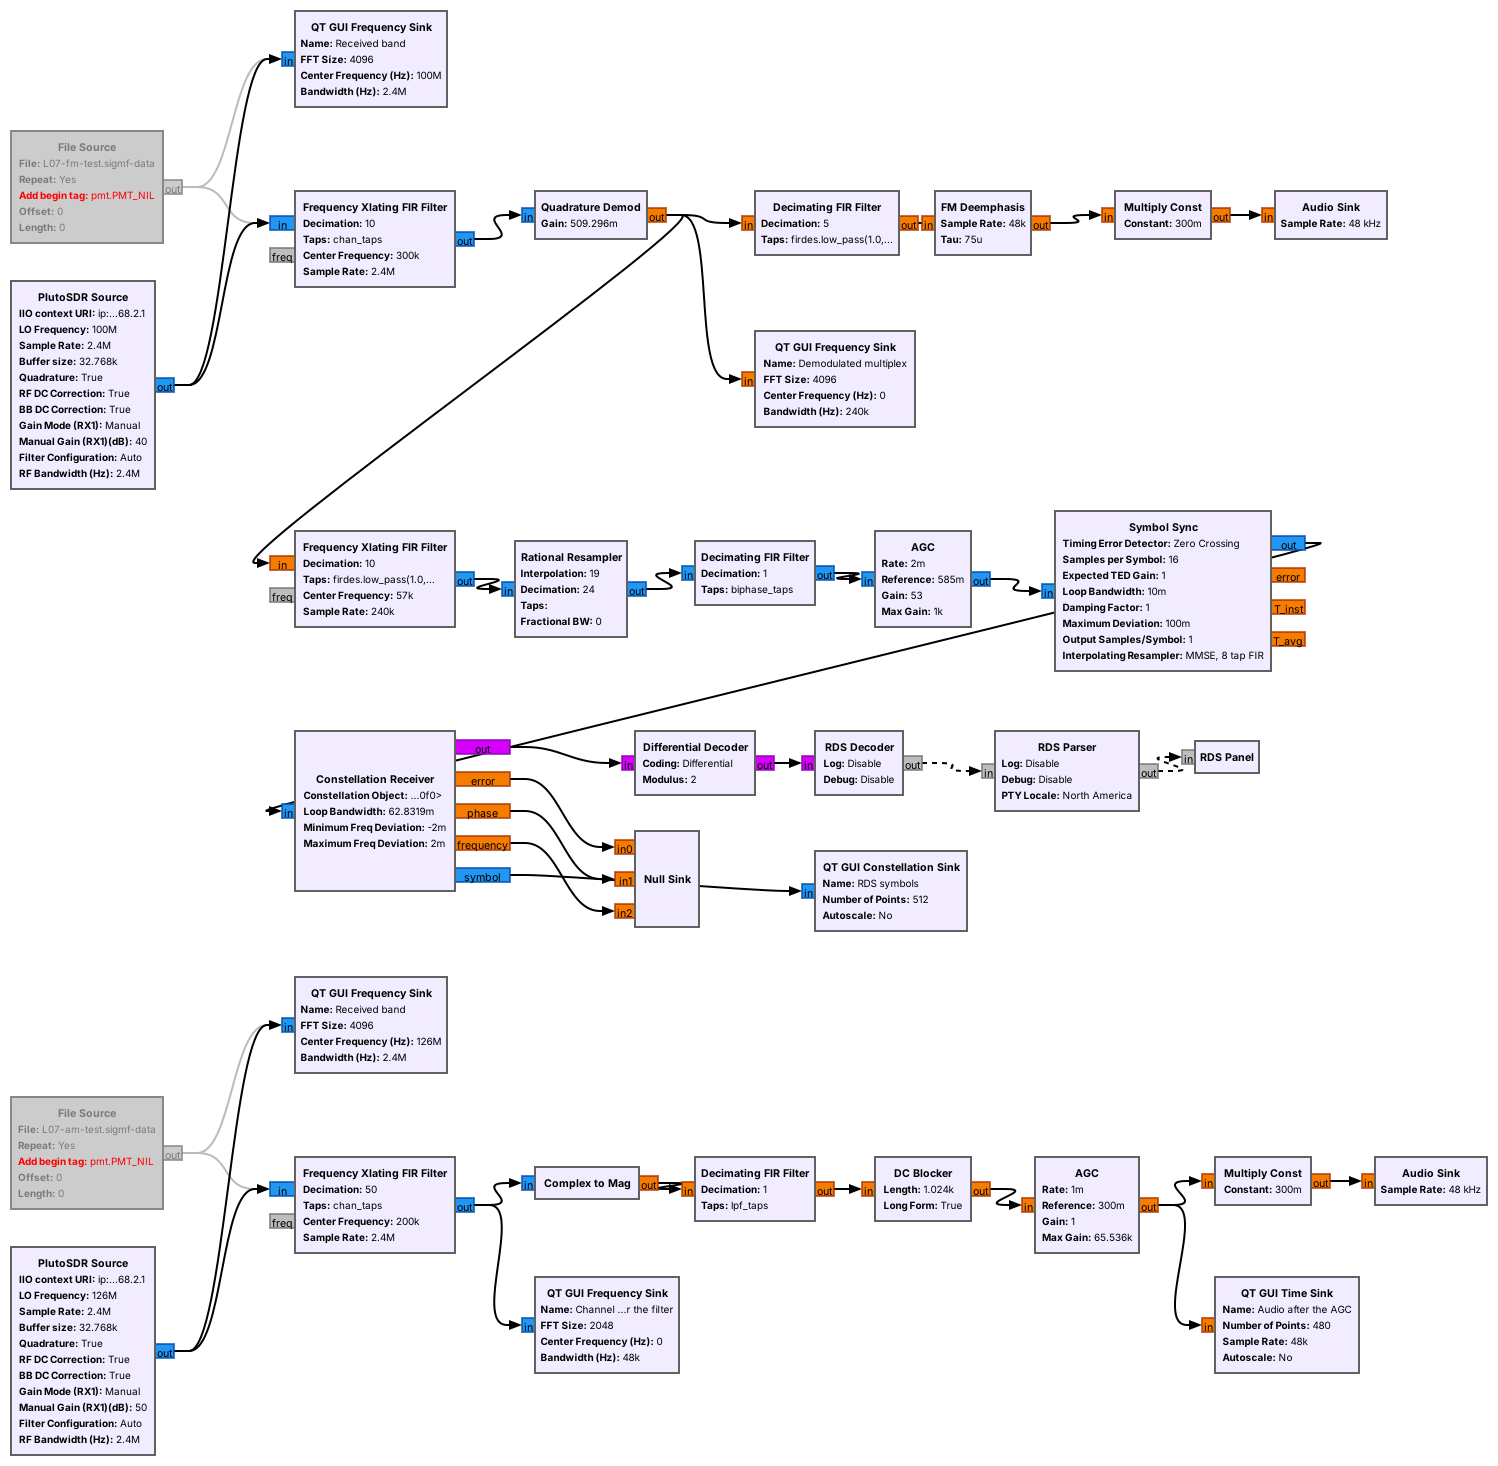 QT GUI Frequency Sink
Name: Received band
FFT Size: 4096
Center Frequency (Hz): 100M
Bandwidth (Hz): 2.4M
in
File Source
File: L07-fm-test.sigmf-data
Repeat: Yes
Add begin tag: pmt.PMT_NIL
Offset: 0
Length: 0
out
PlutoSDR Source
IIO context URI: ip:...68.2.1
LO Frequency: 100M
Sample Rate: 2.4M
Buffer size: 32.768k
Quadrature: True
RF DC Correction: True
BB DC Correction: True
Gain Mode (RX1): Manual
Manual Gain (RX1)(dB): 40
Filter Configuration: Auto
RF Bandwidth (Hz): 2.4M
out
Frequency Xlating FIR Filter
Decimation: 10
Taps: chan_taps
Center Frequency: 300k
Sample Rate: 2.4M
in
freq
out
Quadrature Demod
Gain: 509.296m
in
out
Decimating FIR Filter
Decimation: 5
Taps: firdes.low_pass(1.0,...
in
out
FM Deemphasis
Sample Rate: 48k
Tau: 75u
in
out
Multiply Const
Constant: 300m
in
out
Audio Sink
Sample Rate: 48 kHz
in
QT GUI Frequency Sink
Name: Demodulated multiplex
FFT Size: 4096
Center Frequency (Hz): 0
Bandwidth (Hz): 240k
in
Frequency Xlating FIR Filter
Decimation: 10
Taps: firdes.low_pass(1.0,...
Center Frequency: 57k
Sample Rate: 240k
in
freq
out
Rational Resampler
Interpolation: 19
Decimation: 24
Taps:
Fractional BW: 0
in
out
Decimating FIR Filter
Decimation: 1
Taps: biphase_taps
in
out
AGC
Rate: 2m
Reference: 585m
Gain: 53
Max Gain: 1k
in
out
Symbol Sync
Timing Error Detector: Zero Crossing
Samples per Symbol: 16
Expected TED Gain: 1
Loop Bandwidth: 10m
Damping Factor: 1
Maximum Deviation: 100m
Output Samples/Symbol: 1
Interpolating Resampler: MMSE, 8 tap FIR
in
out
error
T_inst
T_avg
Constellation Receiver
Constellation Object: ...0f0>
Loop Bandwidth: 62.8319m
Minimum Freq Deviation: -2m
Maximum Freq Deviation: 2m
in
out
error
phase
frequency
symbol
Differential Decoder
Coding: Differential
Modulus: 2
in
out
RDS Decoder
Log: Disable
Debug: Disable
in
out
RDS Parser
Log: Disable
Debug: Disable
PTY Locale: North America
in
out
RDS Panel
in
Null Sink
in0
in1
in2
QT GUI Constellation Sink
Name: RDS symbols
Number of Points: 512
Autoscale: No
in
QT GUI Frequency Sink
Name: Received band
FFT Size: 4096
Center Frequency (Hz): 126M
Bandwidth (Hz): 2.4M
in
File Source
File: L07-am-test.sigmf-data
Repeat: Yes
Add begin tag: pmt.PMT_NIL
Offset: 0
Length: 0
out
PlutoSDR Source
IIO context URI: ip:...68.2.1
LO Frequency: 126M
Sample Rate: 2.4M
Buffer size: 32.768k
Quadrature: True
RF DC Correction: True
BB DC Correction: True
Gain Mode (RX1): Manual
Manual Gain (RX1)(dB): 50
Filter Configuration: Auto
RF Bandwidth (Hz): 2.4M
out
Frequency Xlating FIR Filter
Decimation: 50
Taps: chan_taps
Center Frequency: 200k
Sample Rate: 2.4M
in
freq
out
Complex to Mag
in
out
Decimating FIR Filter
Decimation: 1
Taps: lpf_taps
in
out
DC Blocker
Length: 1.024k
Long Form: True
in
out
AGC
Rate: 1m
Reference: 300m
Gain: 1
Max Gain: 65.536k
in
out
Multiply Const
Constant: 300m
in
out
Audio Sink
Sample Rate: 48 kHz
in
QT GUI Frequency Sink
Name: Channel ...r the filter
FFT Size: 2048
Center Frequency (Hz): 0
Bandwidth (Hz): 48k
in
QT GUI Time Sink
Name: Audio after the AGC
Number of Points: 480
Sample Rate: 48k
Autoscale: No
in